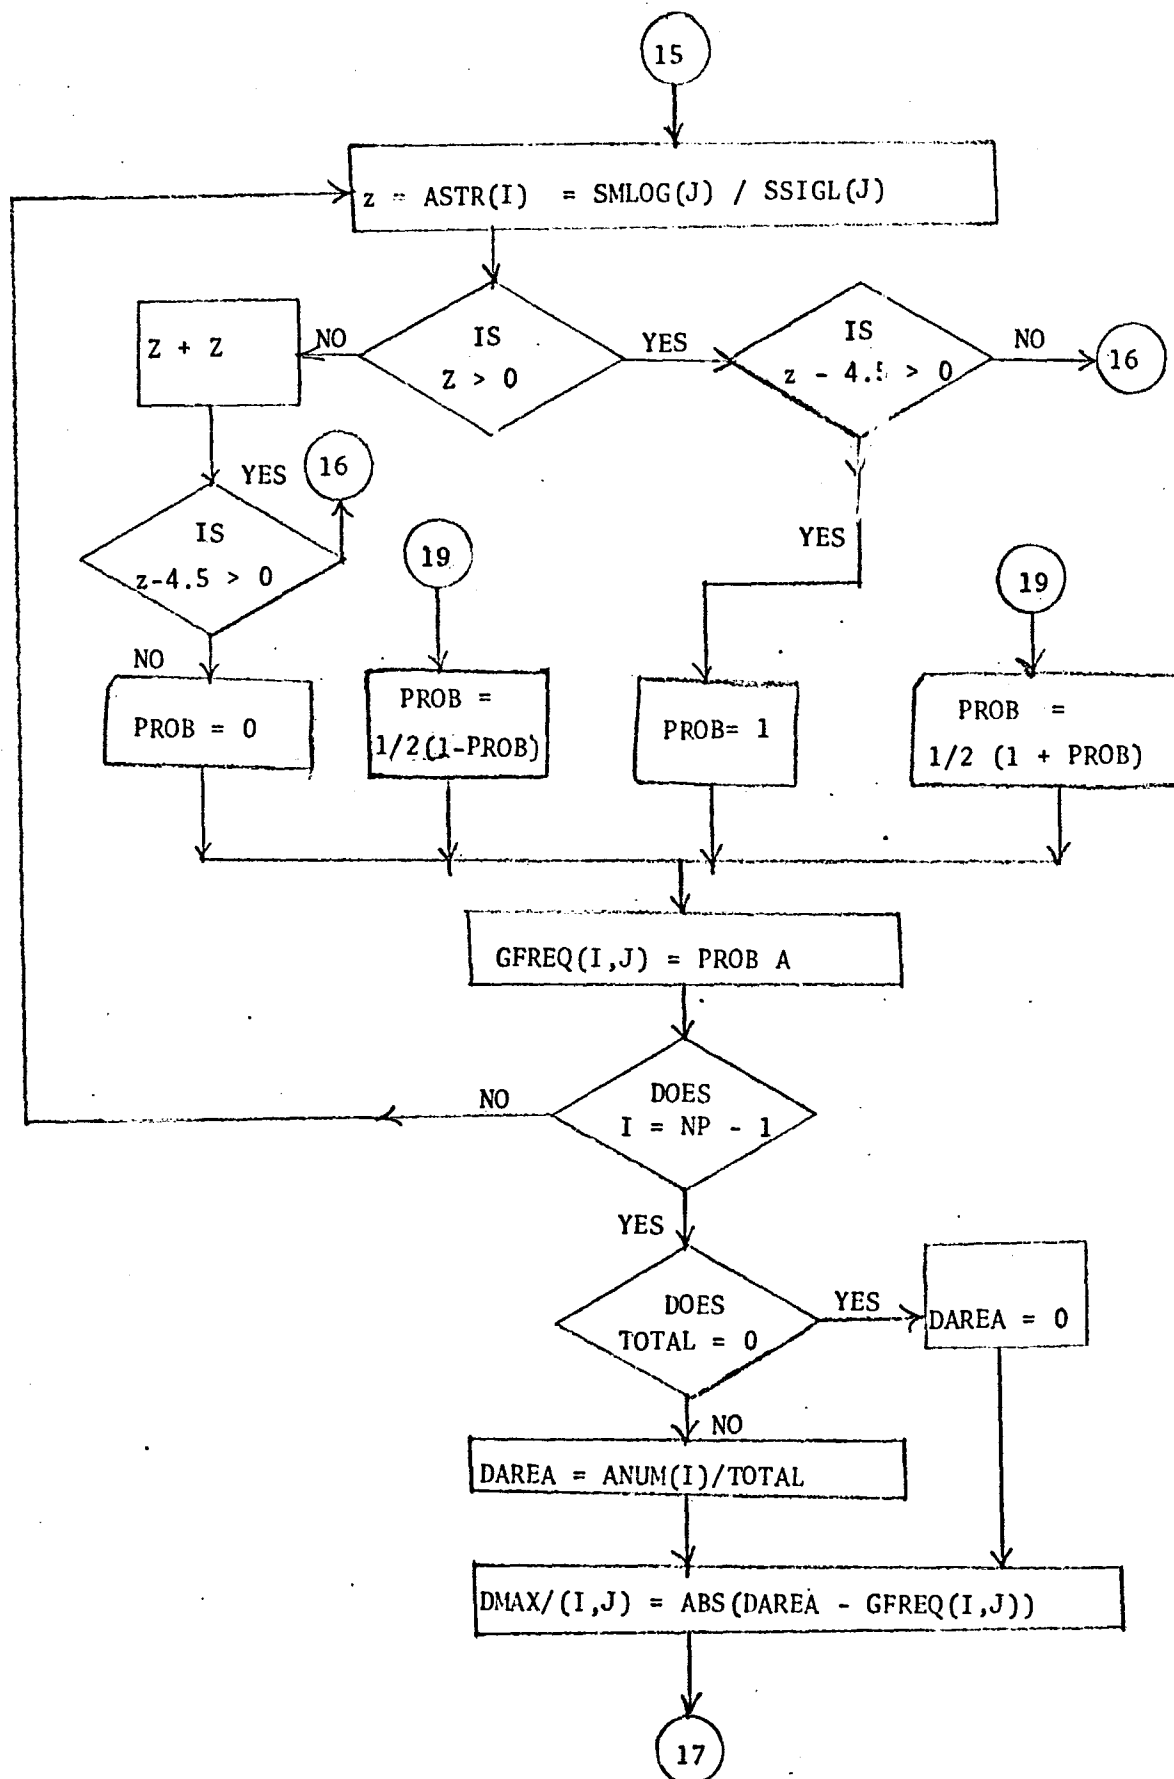 15
z = ASTR(I) = SMLOG(J) / SSIGL(J)
Z + Z
NO
IS
Z > 0
YES
IS
z - 4.5 > 0
NO
16
YES
16
IS
z-4.5 > 0
19
YES
19
NO
PROB = 0
PROB =
1/2(1-PROB)
PROB= 1
PROB =
1/2 (1 + PROB)
GFREQ(I,J) = PROB A
NO
DOES
I = NP - 1
YES
DOES
TOTAL = 0
YES
DAREA = 0
NO
DAREA = ANUM(I)/TOTAL
DMAX/(I,J) = ABS(DAREA - GFREQ(I,J))
17